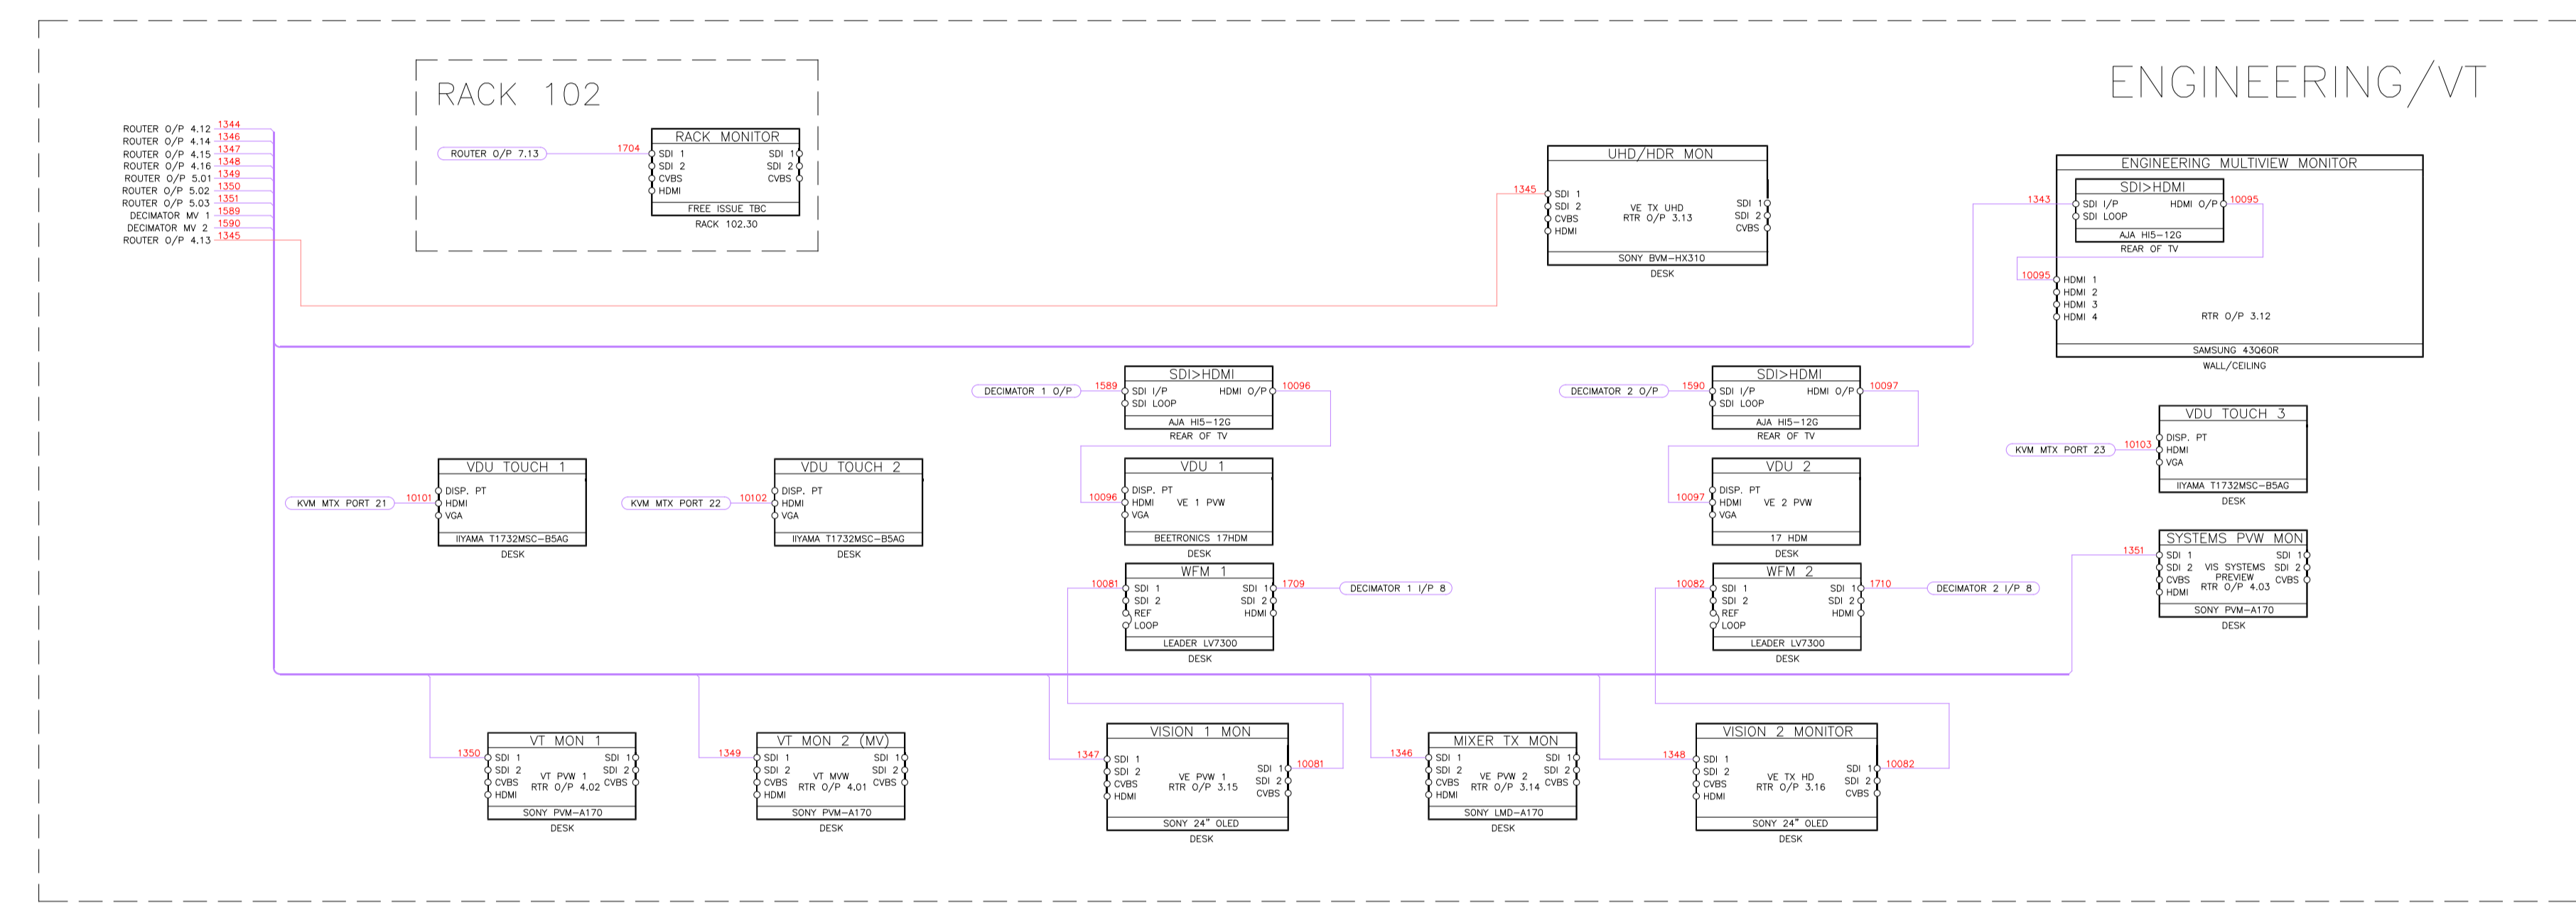 ENGINEERING/VT
RACK 102
ROUTER O/P 4.12 1344
ROUTER O/P 4.14 1346
ROUTER O/P 4.15 1347
ROUTER O/P 4.16 1348
ROUTER O/P 5.01 1349
ROUTER O/P 5.02 1350
ROUTER O/P 5.03 1351
DECIMATOR MV 1 1589
DECIMATOR MV 2 1590
ROUTER O/P 4.13 1345
ROUTER O/P 7.13 1704
RACK MONITOR
SDI 1 SDI 1
SDI 2 SDI 2
CVBS CVBS
HDMI
FREE ISSUE TBC
RACK 102.30
UHD/HDR MON
1345 SDI 1
SDI 2 VE TX UHD SDI 1
CVBS RTR O/P 3.13 SDI 2
HDMI CVBS
SONY BVM-HX310
DESK
ENGINEERING MULTIVIEW MONITOR
SDI>HDMI
1343 SDI I/P HDMI O/P 10095
SDI LOOP
AJA HI5-12G
REAR OF TV
10095 HDMI 1
HDMI 2
HDMI 3
HDMI 4 RTR O/P 3.12
SAMSUNG 43Q60R
WALL/CEILING
SDI>HDMI
DECIMATOR 1 O/P 1589 SDI I/P HDMI O/P 10096
SDI LOOP
AJA HI5-12G
REAR OF TV
SDI>HDMI
DECIMATOR 2 O/P 1590 SDI I/P HDMI O/P 10097
SDI LOOP
AJA HI5-12G
REAR OF TV
VDU TOUCH 3
DISP. PT
KVM MTX PORT 23 10103 HDMI
VGA
IIYAMA T1732MSC-B5AG
DESK
VDU TOUCH 1
DISP. PT
KVM MTX PORT 21 10101 HDMI
VGA
IIYAMA T1732MSC-B5AG
DESK
VDU TOUCH 2
DISP. PT
KVM MTX PORT 22 10102 HDMI
VGA
IIYAMA T1732MSC-B5AG
DESK
VDU 1
DISP. PT
10096 HDMI VE 1 PVW
VGA
BEETRONICS 17HDM
DESK
VDU 2
DISP. PT
10097 HDMI VE 2 PVW
VGA
17 HDM
DESK
SYSTEMS PVW MON
1351 SDI 1 SDI 1
SDI 2 VIS SYSTEMS SDI 2
CVBS PREVIEW CVBS
HDMI RTR O/P 4.03
SONY PVM-A170
DESK
WFM 1
10081 SDI 1 SDI 1 1709 DECIMATOR 1 I/P 8
SDI 2 SDI 2
REF HDMI
LOOP
LEADER LV7300
DESK
WFM 2
10082 SDI 1 SDI 1 1710 DECIMATOR 2 I/P 8
SDI 2 SDI 2
REF HDMI
LOOP
LEADER LV7300
DESK
VT MON 1
1350 SDI 1 SDI 1
SDI 2 VT PVW 1 SDI 2
CVBS RTR O/P 4.02 CVBS
HDMI
SONY PVM-A170
DESK
VT MON 2 (MV)
1349 SDI 1 SDI 1
SDI 2 VT MVW SDI 2
CVBS RTR O/P 4.01 CVBS
HDMI
SONY PVM-A170
DESK
VISION 1 MON
1347 SDI 1
SDI 2 VE PVW 1 SDI 1 10081
CVBS RTR O/P 3.15 SDI 2
HDMI CVBS
SONY 24" OLED
DESK
MIXER TX MON
1346 SDI 1 SDI 1
SDI 2 VE PVW 2 SDI 2
CVBS RTR O/P 3.14 CVBS
HDMI
SONY LMD-A170
DESK
VISION 2 MONITOR
1348 SDI 1
SDI 2 VE TX HD SDI 1 10082
CVBS RTR O/P 3.16 SDI 2
HDMI CVBS
SONY 24" OLED
DESK